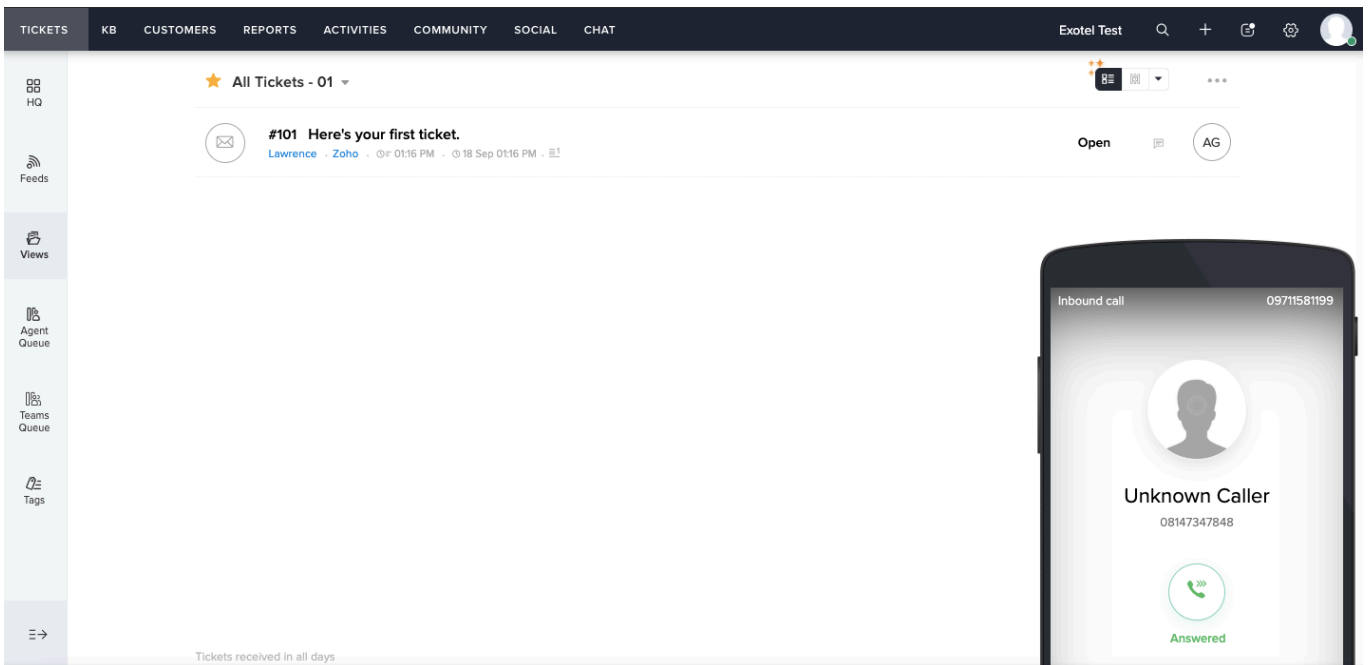 TICKETS KB CUSTOMERS REPORTS ACTIVITIES COMMUNITY SOCIAL CHAT Exotel Test
HQ
Feeds
Views
Agent
Queue
Teams
Queue
Tags
All Tickets - 01
#101 Here's your first ticket.
Lawrence . Zoho . 01:16 PM . 18 Sep 01:16 PM . 1
Open
AG
Inbound call 09711581199
Unknown Caller
08147347848
Answered
Tickets received in all days